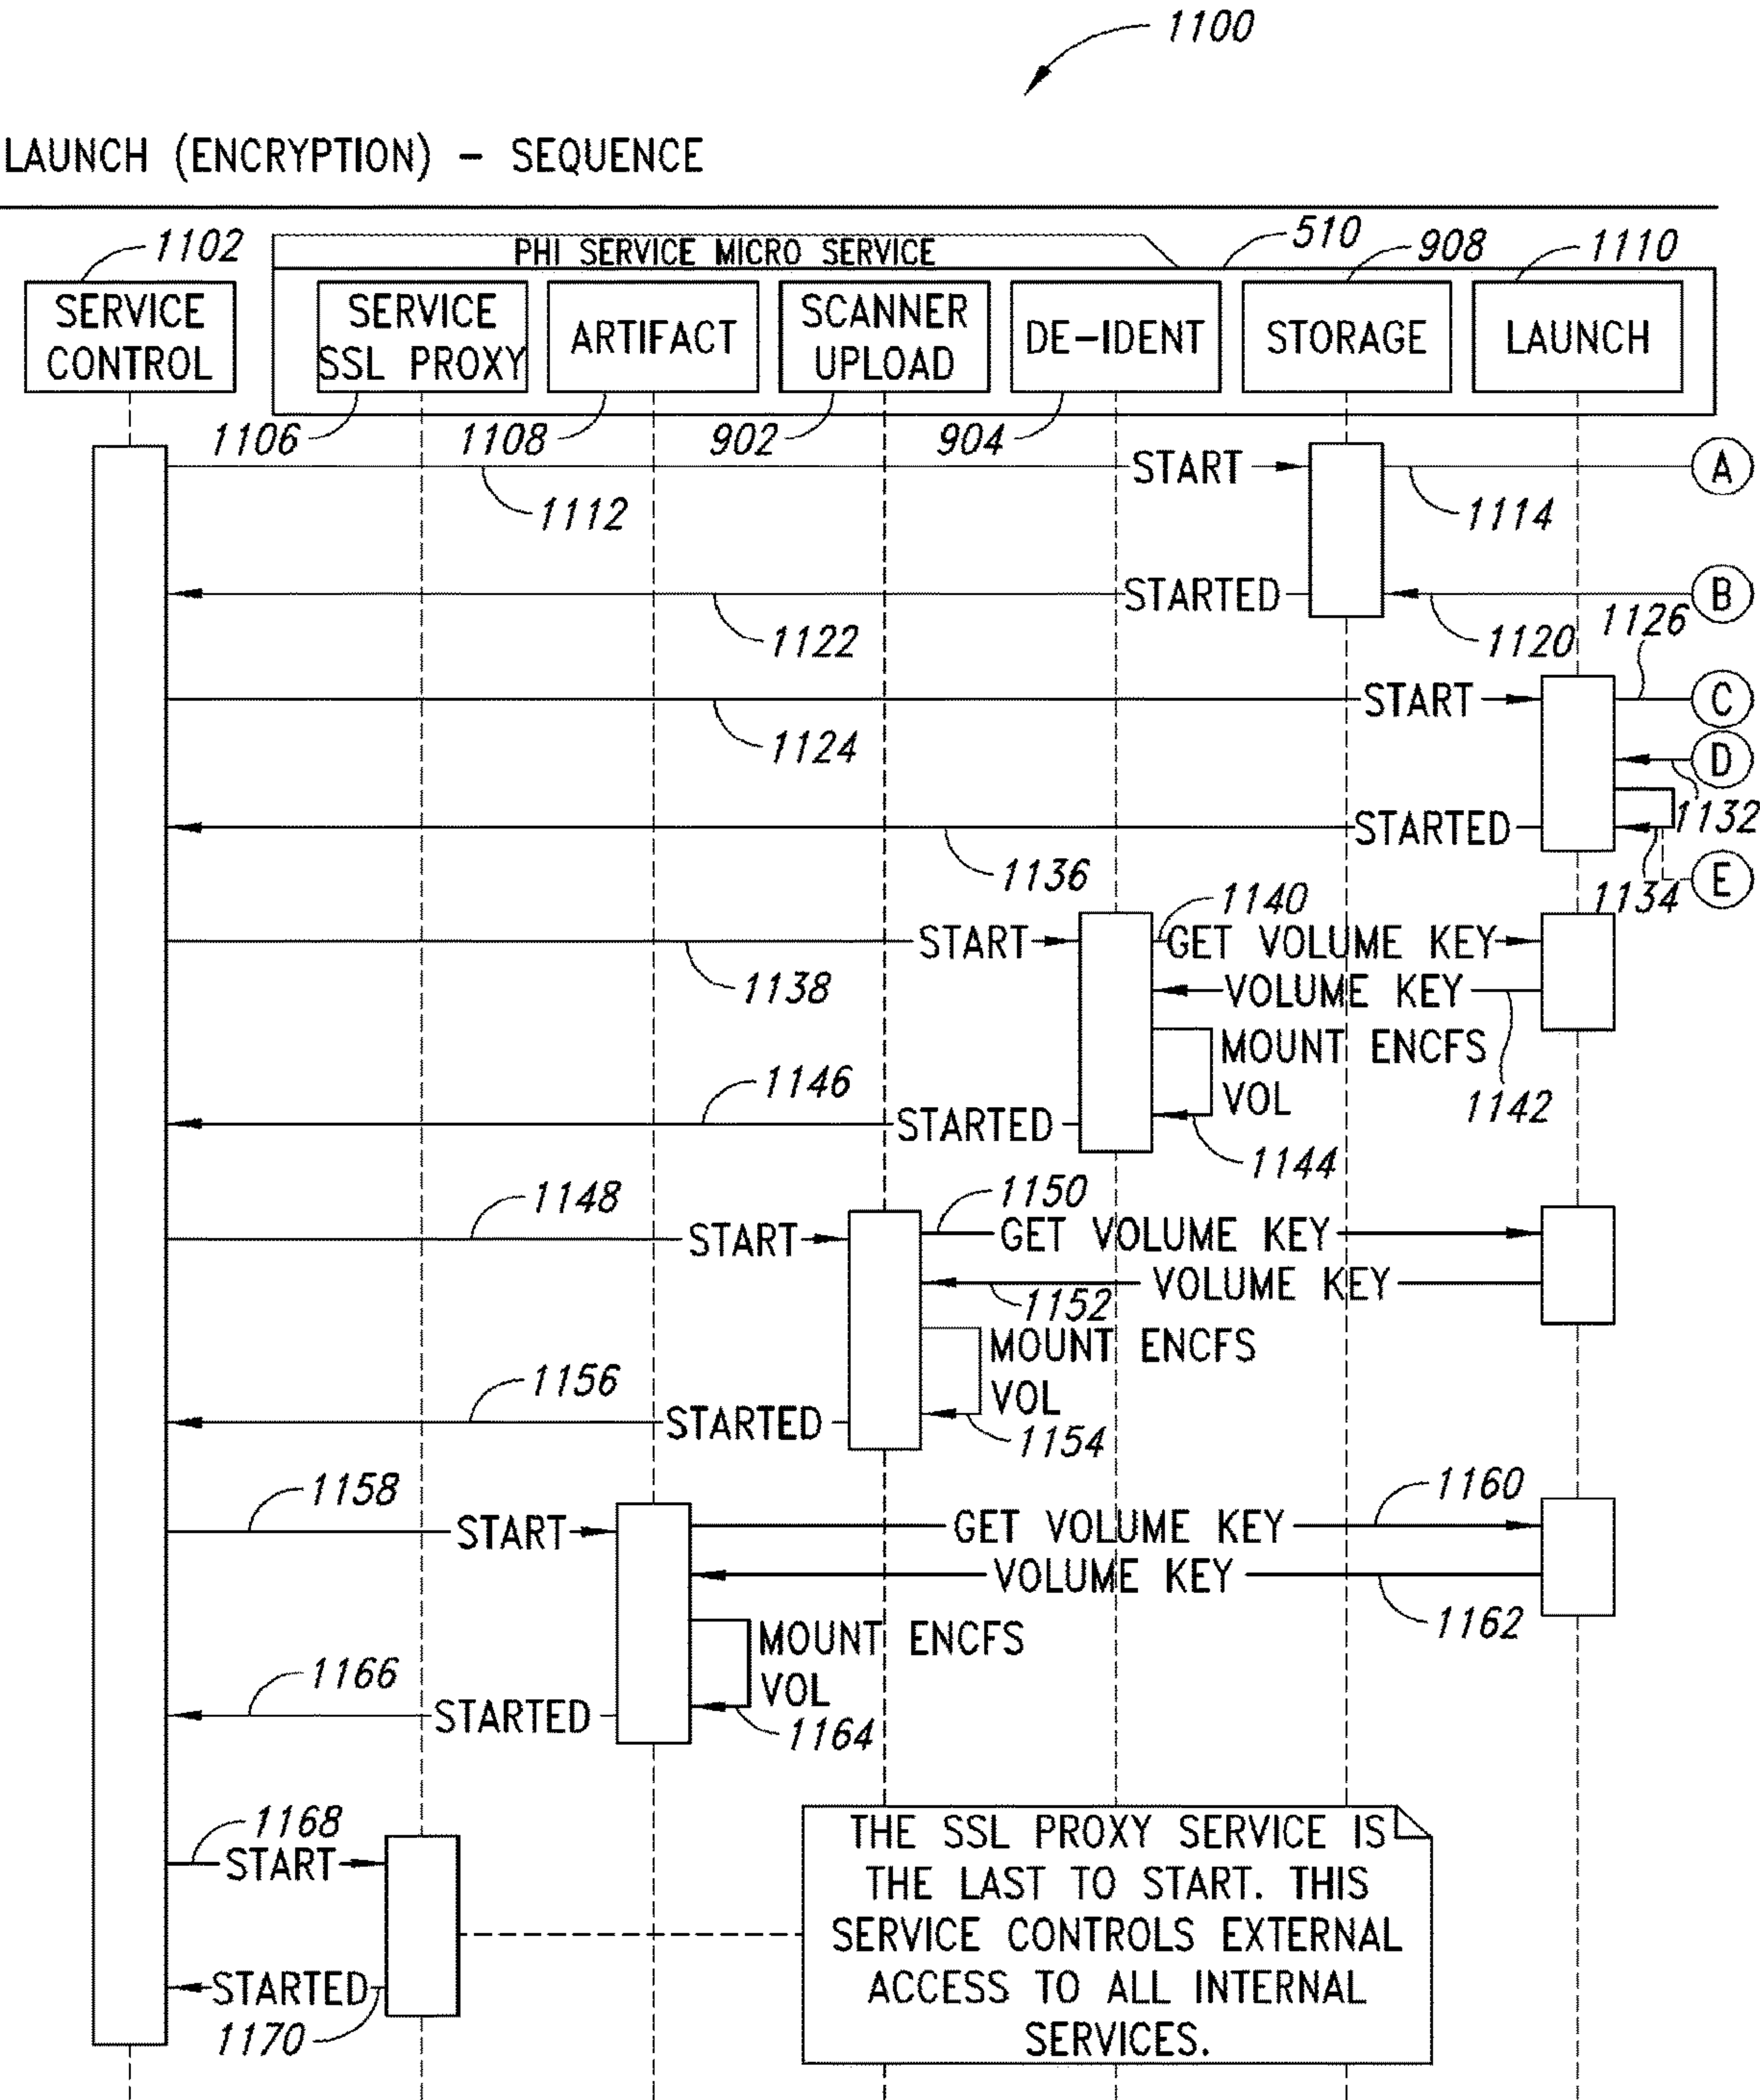 1100
LAUNCH (ENCRYPTION) - SEQUENCE
1102
PHI SERVICE MICRO SERVICE
510
908
1110
SERVICE
CONTROL
SERVICE
SSL PROXY
ARTIFACT
SCANNER
UPLOAD
DE-IDENT
STORAGE
LAUNCH
1106
1108
902
904
START
A
1112
1114
STARTED
B
1122
1120
1126
START
C
1124
D
1132
STARTED
1136
1134
E
1140
START
GET VOLUME KEY
1138
VOLUME KEY
MOUNT ENCFS
VOL
1142
1146
STARTED
1144
1148
1150
START
GET VOLUME KEY
VOLUME KEY
1152
MOUNT ENCFS
VOL
1156
STARTED
1154
1158
1160
START
GET VOLUME KEY
VOLUME KEY
1162
MOUNT ENCFS
VOL
1166
STARTED
1164
1168
START
THE SSL PROXY SERVICE IS
THE LAST TO START. THIS
SERVICE CONTROLS EXTERNAL
ACCESS TO ALL INTERNAL
SERVICES.
STARTED
1170